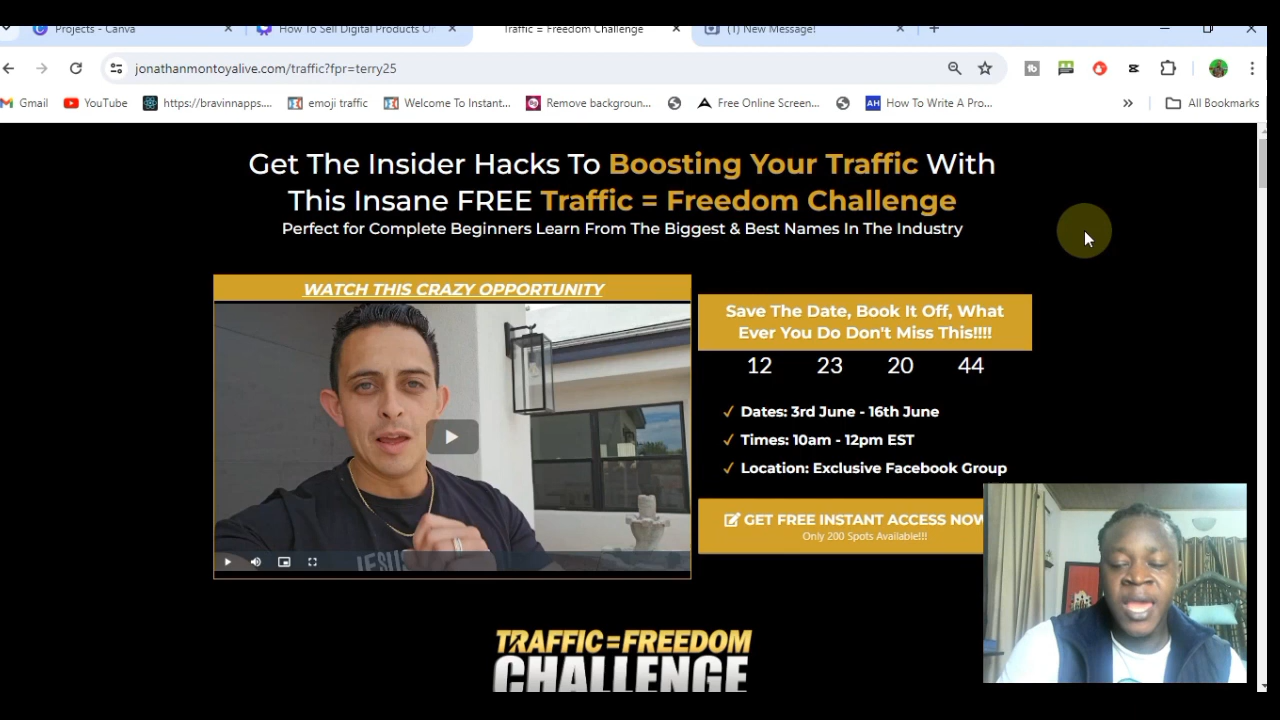 Projects - Canva
How To Sell Digital Products O
Traffic = Freedom Challenge
(1) New Message!
jonathanmontoyalive.com/traffic?fpr=terry25
Gmail
YouTube
https://bravinnapps....
emoji traffic
Welcome To Instant...
Remove backgroun...
Free Online Screen...
AH
How To Write A Pro...
All Bookmarks
Get The Insider Hacks To Boosting Your Traffic With
This Insane FREE Traffic = Freedom Challenge
Perfect for Complete Beginners Learn From The Biggest & Best Names In The Industry
WATCH THIS CRAZY OPPORTUNITY
Save The Date, Book It Off, What
Ever You Do Don't Miss This!!!!
12 23 20 44
✓ Dates: 3rd June - 16th June
✓ Times: 10am - 12pm EST
✓ Location: Exclusive Facebook Group
GET FREE INSTANT ACCESS NOW
Only 200 Spots Available!!!
JESUS
TRAFFIC=FREEDOM
CHALLENGE